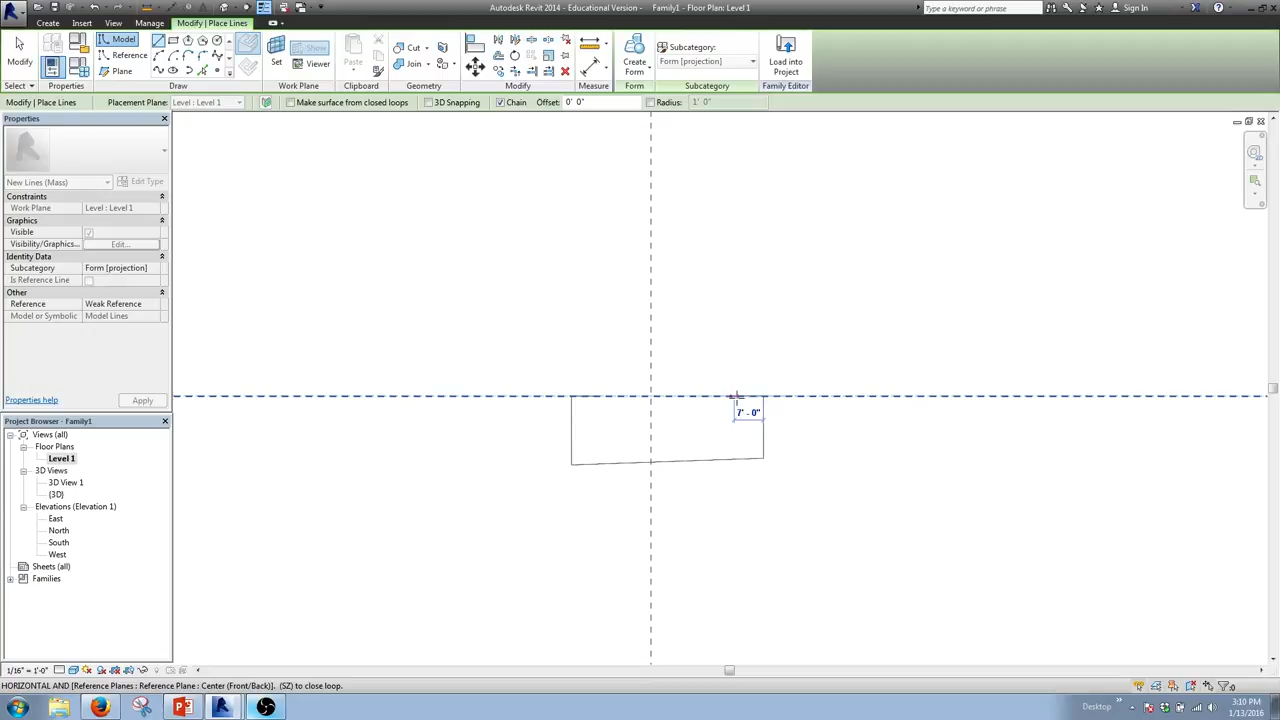 Autodesk Revit 2014 - Educational Version - Family1 - Floor Plan: Level 1
Type a keyword or phrase
Sign In
Create Insert View Manage Modify | Place Lines
Modify
Model
Reference
Plane
Set
Show
Viewer
Paste
Cut
Join
Create Form
Subcategory:
Form [projection]
Load into Project
Select Properties Draw Work Plane Clipboard Geometry Modify Measure Form Subcategory Family Editor
Modify | Place Lines Placement Plane: Level : Level 1 Make surface from closed loops 3D Snapping Chain Offset: 0' 0" Radius: 1' 0"
Properties
New Lines (Mass) Edit Type
Constraints
Work Plane Level : Level 1
Graphics
Visible
Visibility/Graphics... Edit...
Identity Data
Subcategory Form [projection]
Is Reference Line
Other
Reference Weak Reference
Model or Symbolic Model Lines
Properties help Apply
Project Browser - Family1
Views (all)
Floor Plans
Level 1
3D Views
3D View 1
{3D}
Elevations (Elevation 1)
East
North
South
West
Sheets (all)
Families
7' - 0"
1/16" = 1'-0"
HORIZONTAL AND [Reference Planes : Reference Plane : Center (Front/Back)]. (SZ) to close loop.
:0
Desktop
3:10 PM
1/13/2016